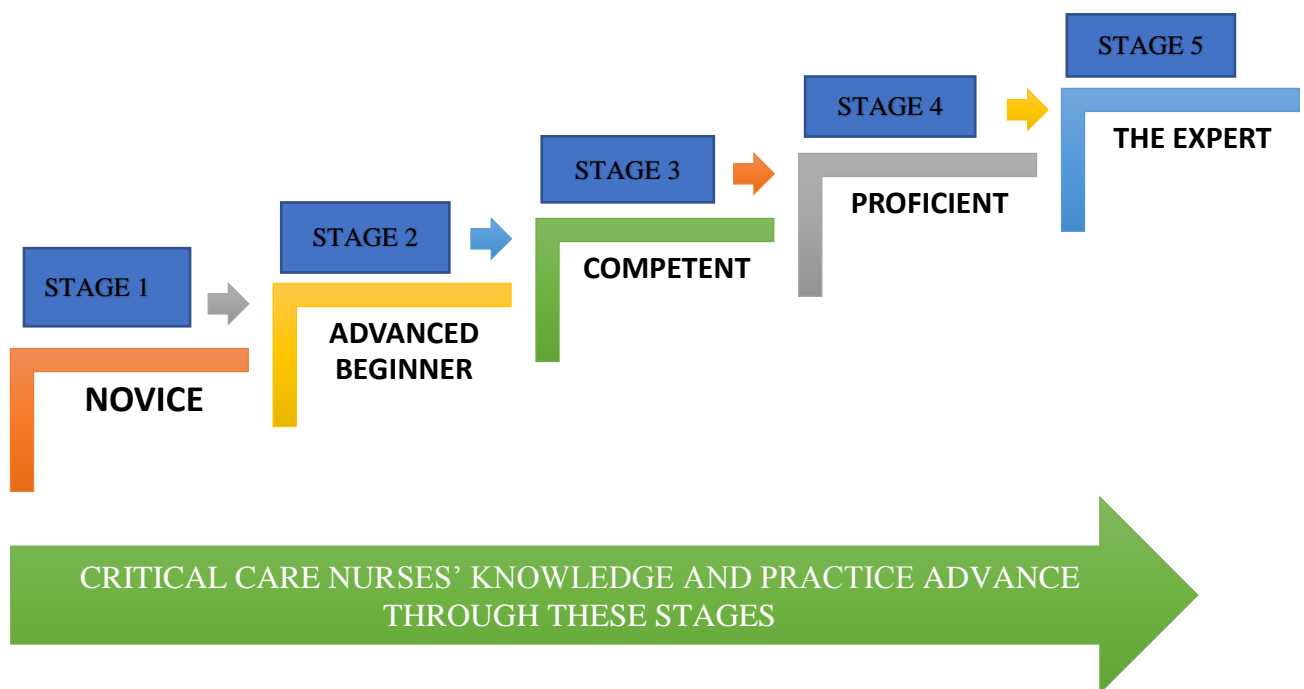 STAGE 1
NOVICE
STAGE 2
ADVANCED
BEGINNER
STAGE 3
COMPETENT
STAGE 4
PROFICIENT
STAGE 5
THE EXPERT
CRITICAL CARE NURSES’ KNOWLEDGE AND PRACTICE ADVANCE
THROUGH THESE STAGES